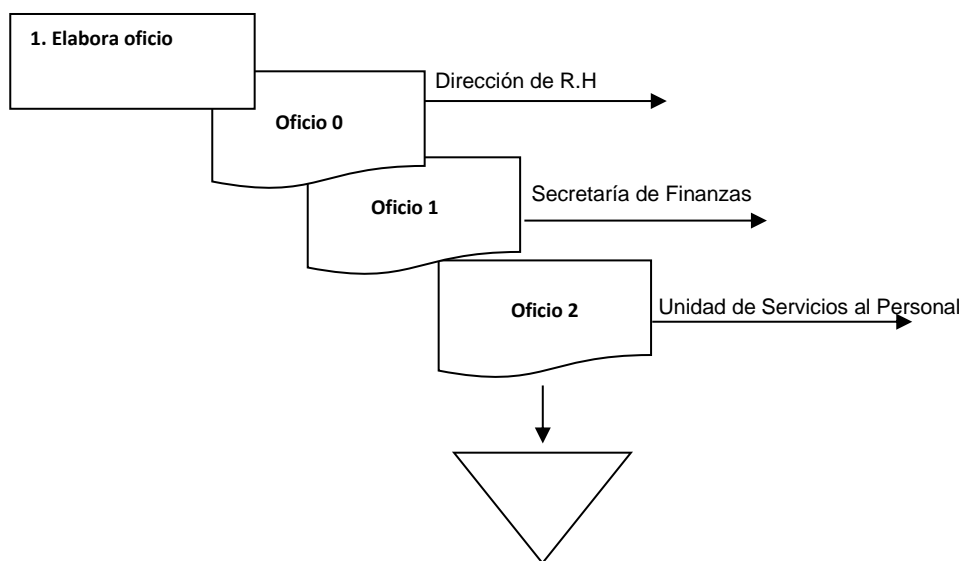 1. Elabora oficio
Dirección de R.H
Oficio 0
Secretaría de Finanzas
Oficio 1
Unidad de Servicios al Personal
Oficio 2